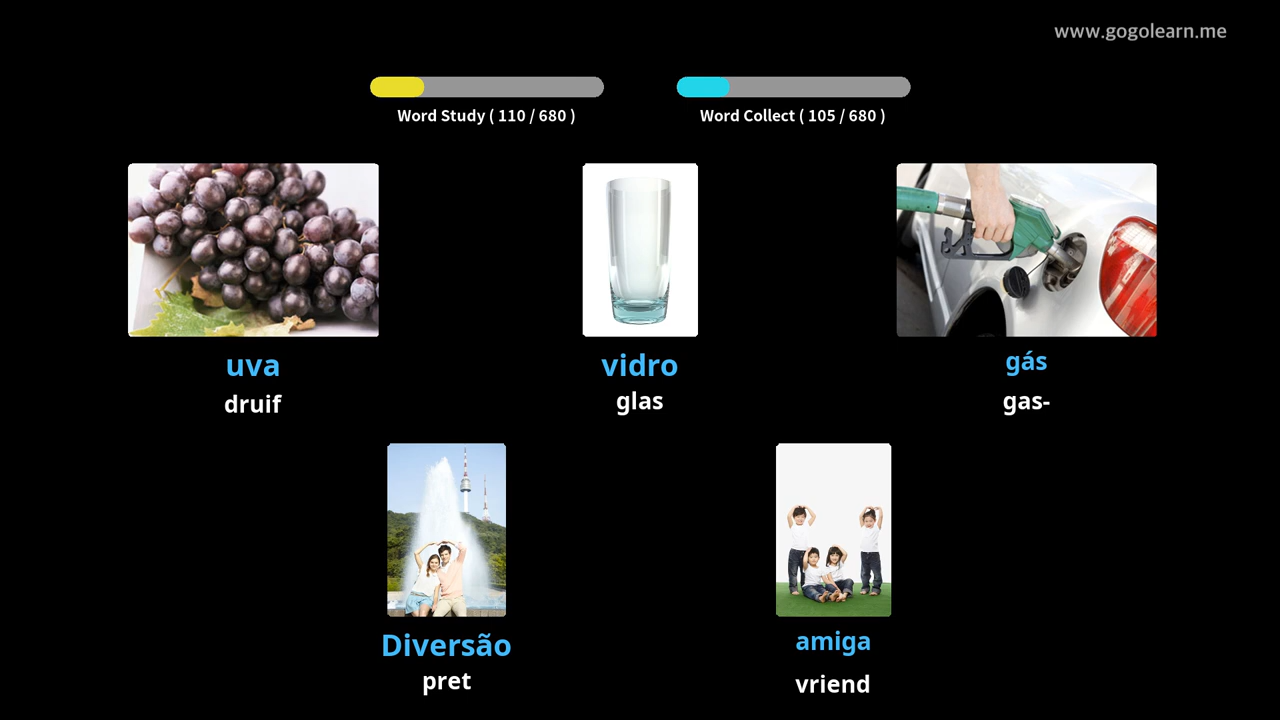 www.gogolearn.me
Word Study ( 110 / 680 )
Word Collect ( 105 / 680 )
uva
druif
vidro
glas
gás
gas-
Diversão
pret
amiga
vriend